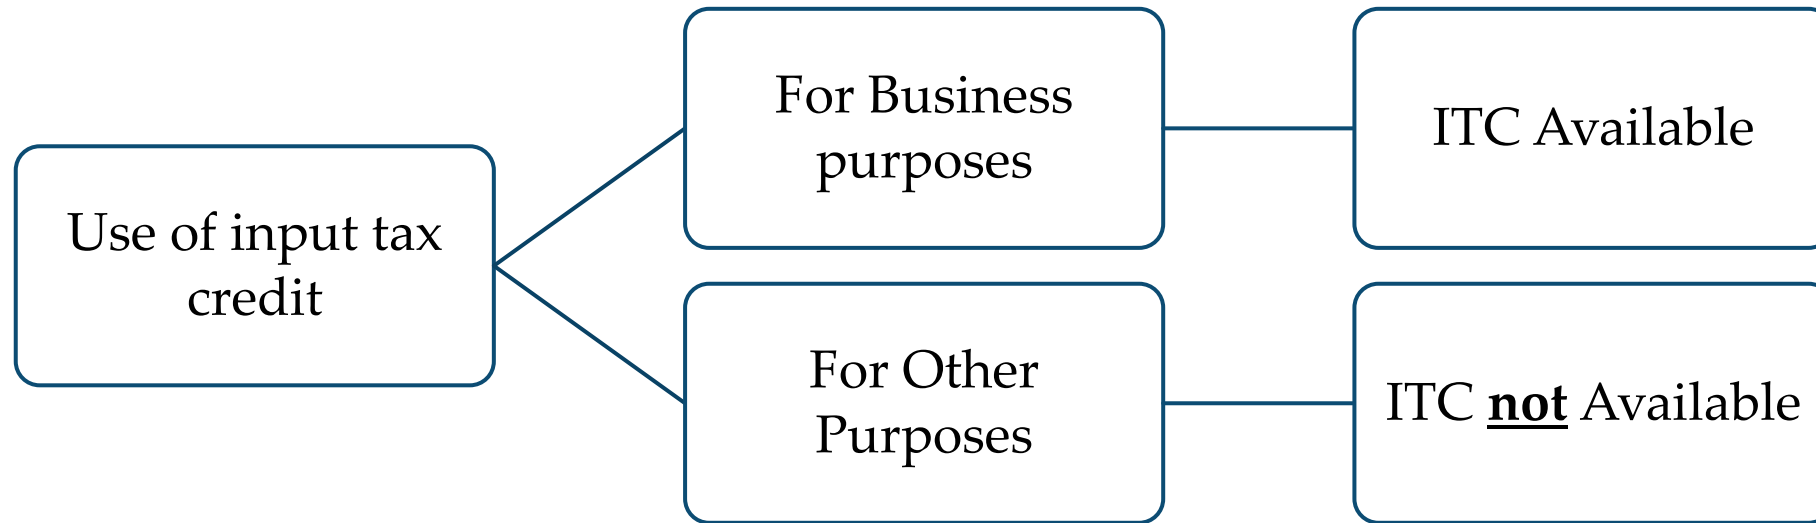 Use of input tax
credit
For Business
purposes
ITC Available
For Other
Purposes
ITC not Available